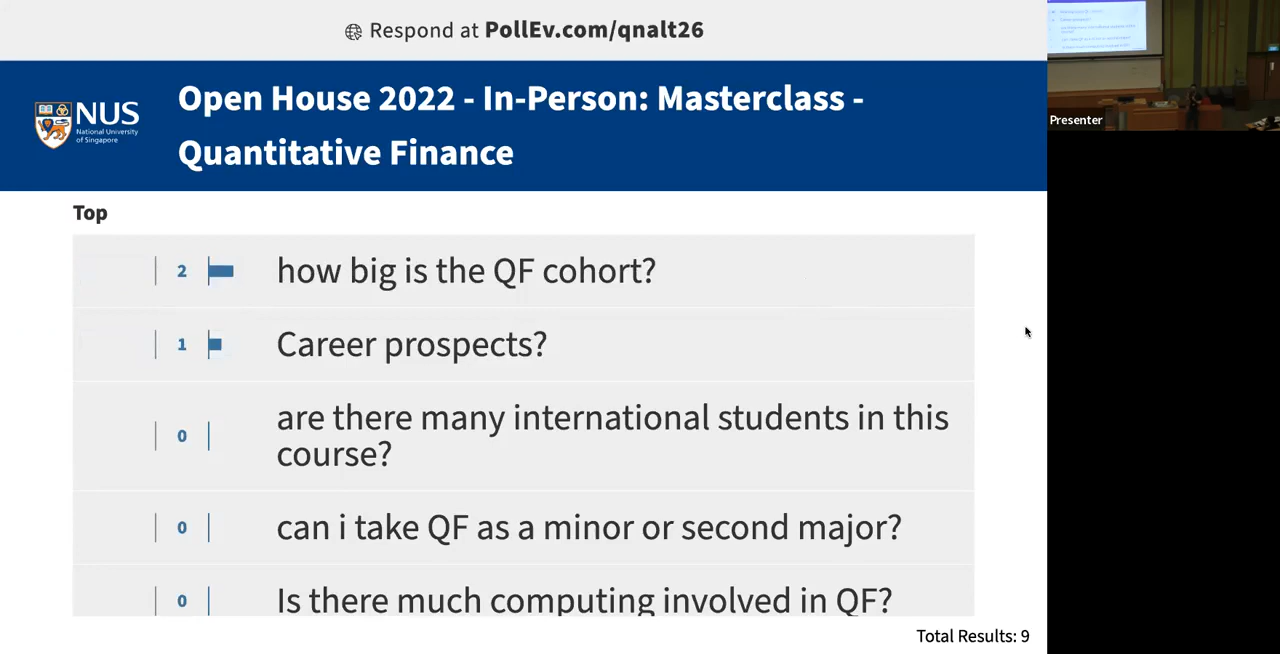 Respond at PollEv.com/qnalt26
NUS
National University
of Singapore
Open House 2022 - In-Person: Masterclass -
Quantitative Finance
Top
2 how big is the QF cohort?
1 Career prospects?
0 are there many international students in this
course?
0 can i take QF as a minor or second major?
0 Is there much computing involved in QF?
Total Results: 9
Presenter